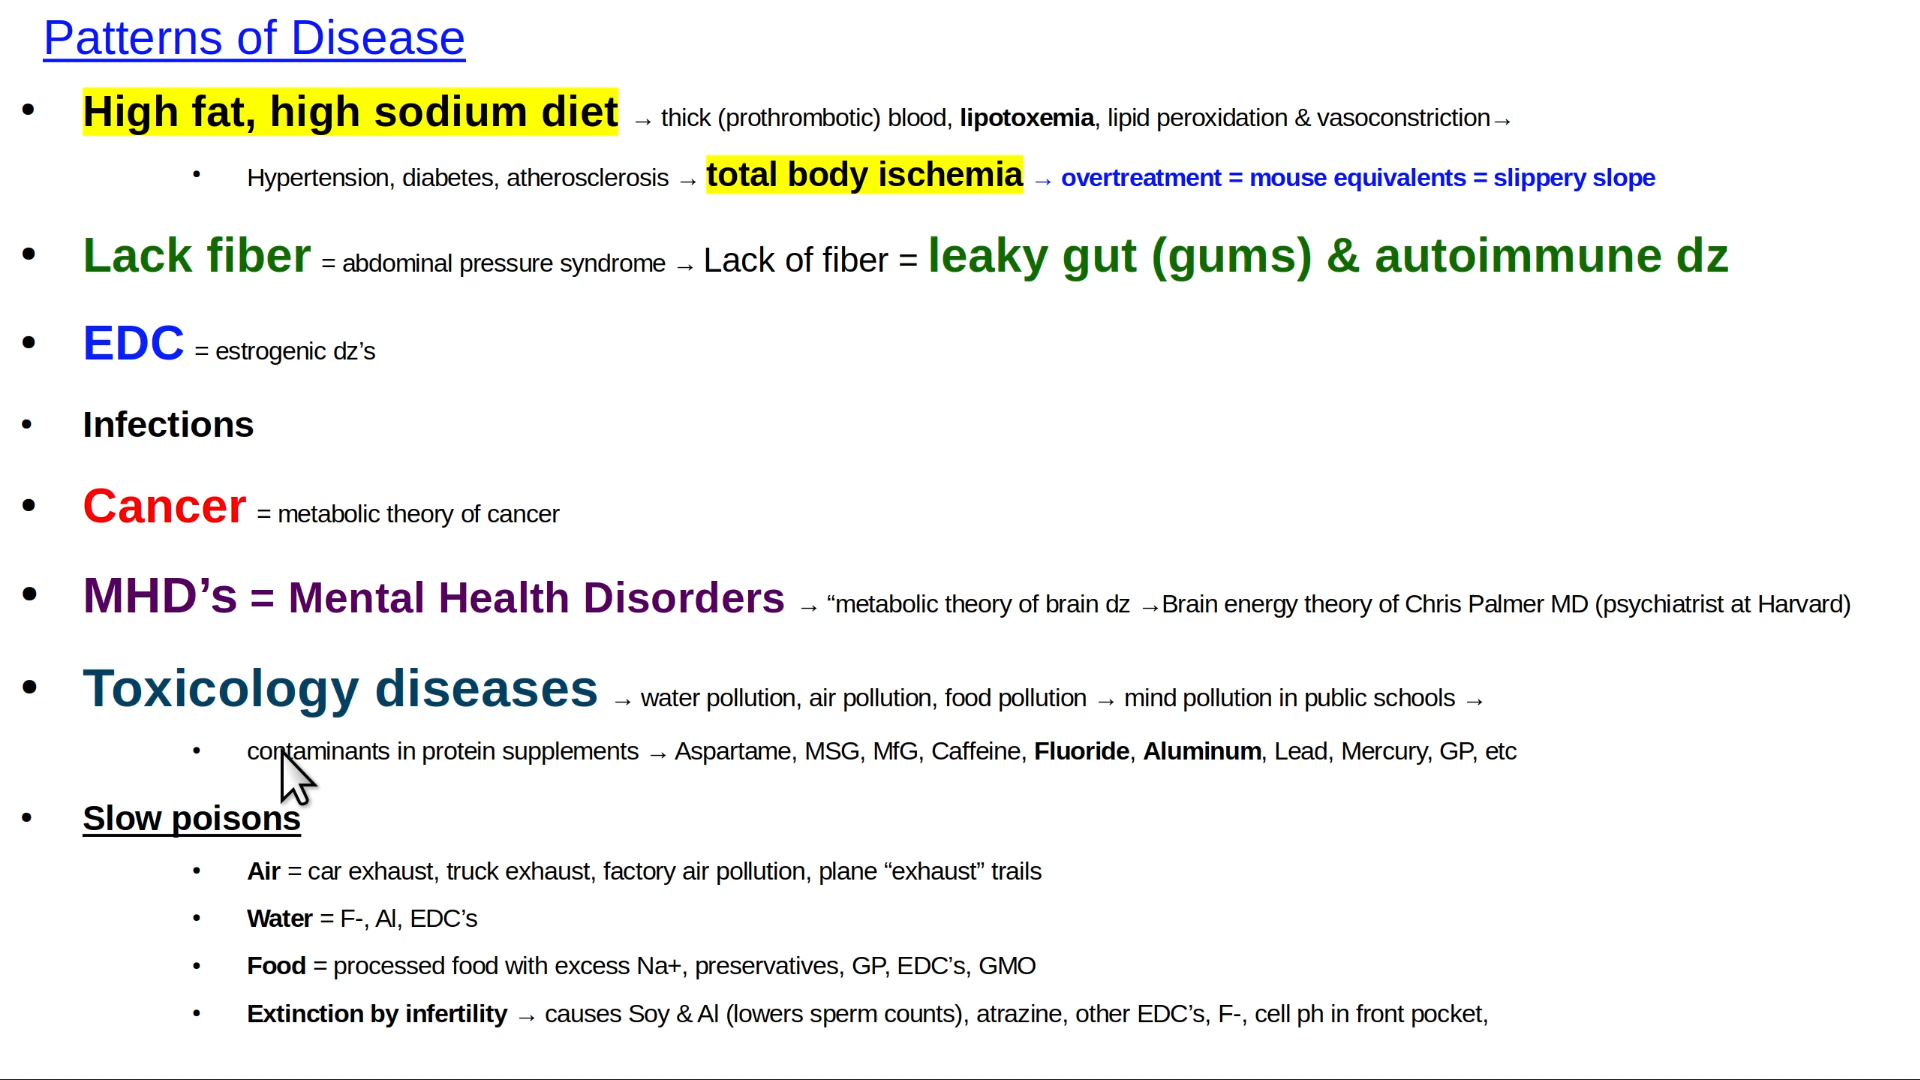 Patterns of Disease
• High fat, high sodium diet → thick (prothrombotic) blood, lipotoxemia, lipid peroxidation & vasoconstriction→
• Hypertension, diabetes, atherosclerosis → total body ischemia → overtreatment = mouse equivalents = slippery slope
• Lack fiber = abdominal pressure syndrome → Lack of fiber = leaky gut (gums) & autoimmune dz
• EDC = estrogenic dz’s
• Infections
• Cancer = metabolic theory of cancer
• MHD’s = Mental Health Disorders → “metabolic theory of brain dz →Brain energy theory of Chris Palmer MD (psychiatrist at Harvard)
• Toxicology diseases → water pollution, air pollution, food pollution → mind pollution in public schools →
• contaminants in protein supplements → Aspartame, MSG, MfG, Caffeine, Fluoride, Aluminum, Lead, Mercury, GP, etc
• Slow poisons
• Air = car exhaust, truck exhaust, factory air pollution, plane “exhaust” trails
• Water = F-, Al, EDC’s
• Food = processed food with excess Na+, preservatives, GP, EDC’s, GMO
• Extinction by infertility → causes Soy & Al (lowers sperm counts), atrazine, other EDC’s, F-, cell ph in front pocket,